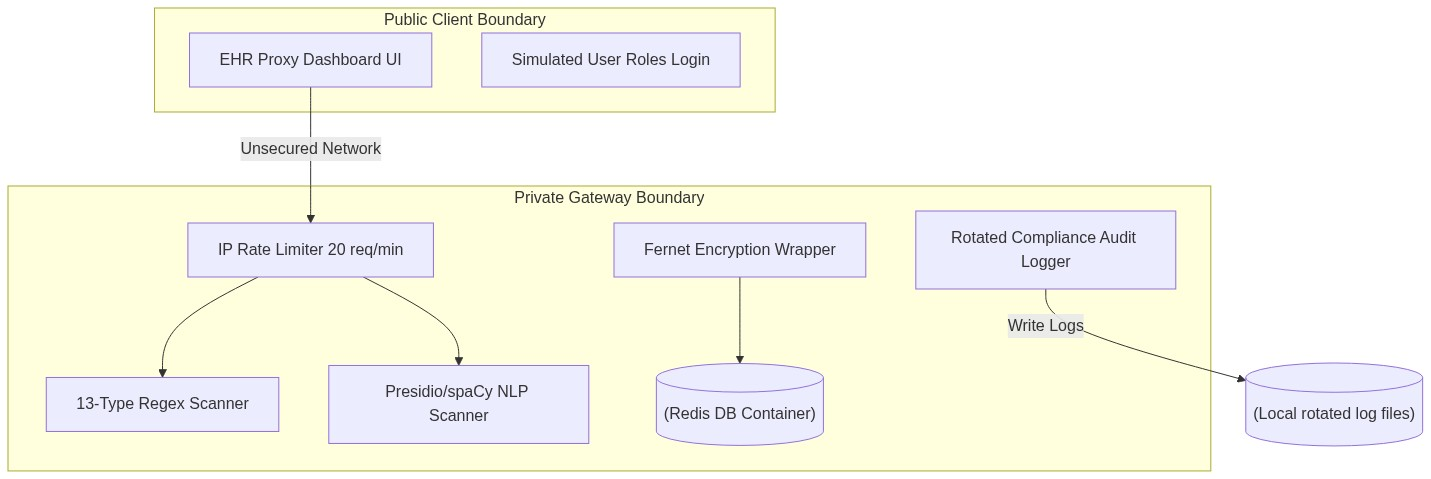 Public Client Boundary
EHR Proxy Dashboard UI
Simulated User Roles Login
Unsecured Network
Private Gateway Boundary
IP Rate Limiter 20 req/min
Fernet Encryption Wrapper
Rotated Compliance Audit
Logger
Write Logs
13-Type Regex Scanner
Presidio/spaCy NLP
Scanner
(Redis DB Container)
(Local rotated log files)